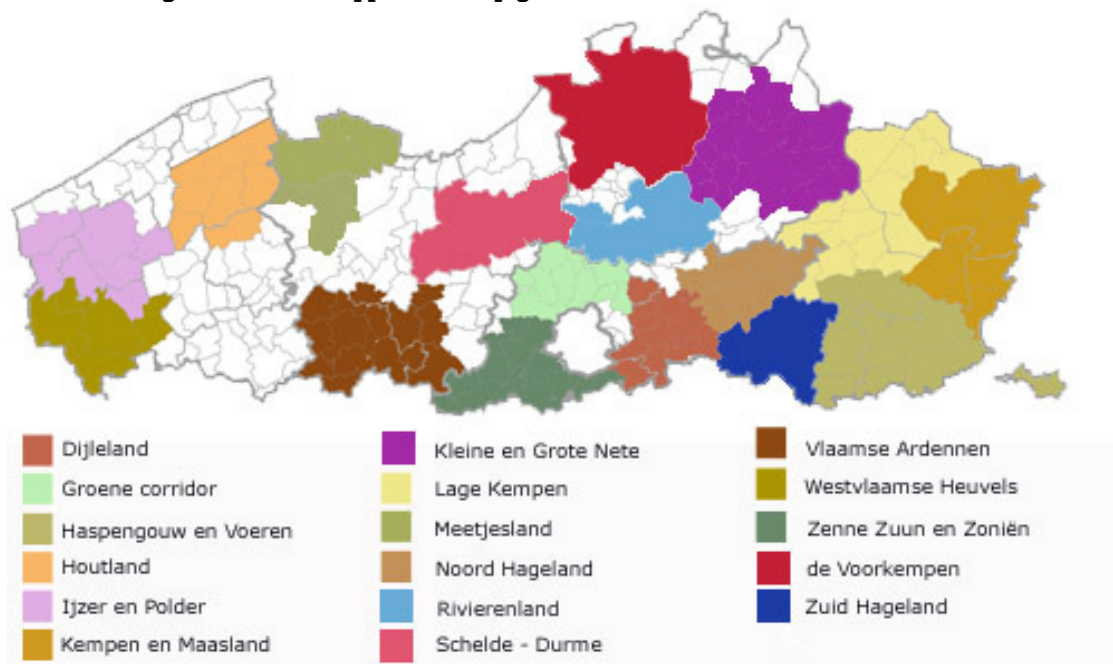 Dijleland
Groene corridor
Haspengouw en Voeren
Houtland
Ijzer en Polder
Kempen en Maasland
Kleine en Grote Nete
Lage Kempen
Meetjesland
Noord Hageland
Rivierenland
Schelde - Durme
Vlaamse Ardennen
Westvlaamse Heuvels
Zenne Zuun en Zoniën
de Voorkempen
Zuid Hageland